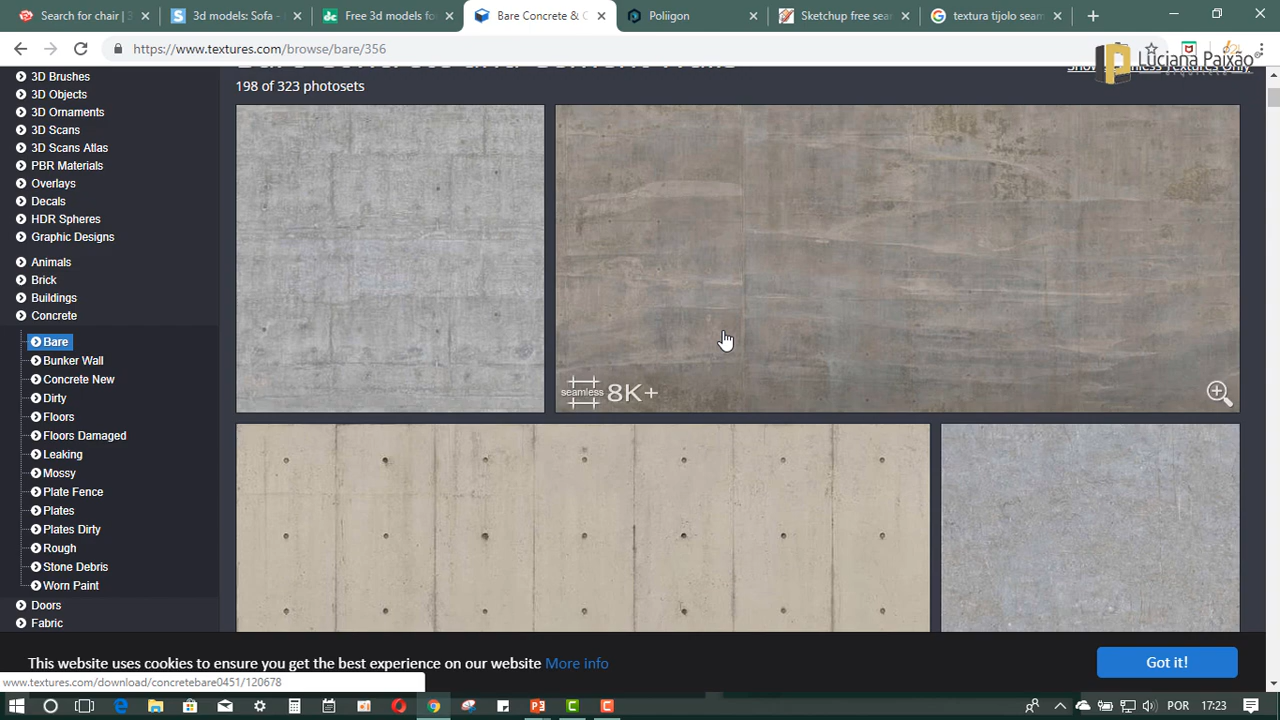 Search for chair | 3
3d models: Sofa -
Free 3d models fo
Bare Concrete & C
Poliigon
Sketchup free sea
textura tijolo seam
https://www.textures.com/browse/bare/356
Luciana Paixão
arquiteta
198 of 323 photosets
3D Brushes
3D Objects
3D Ornaments
3D Scans
3D Scans Atlas
PBR Materials
Overlays
Decals
HDR Spheres
Graphic Designs
Animals
Brick
Buildings
Concrete
Bare
Bunker Wall
Concrete New
Dirty
Floors
Floors Damaged
Leaking
Mossy
Plate Fence
Plates
Plates Dirty
Rough
Stone Debris
Worn Paint
Doors
Fabric
seamless 8K+
This website uses cookies to ensure you get the best experience on our website More info
Got it!
www.textures.com/download/concretebare0451/120678
POR 17:23